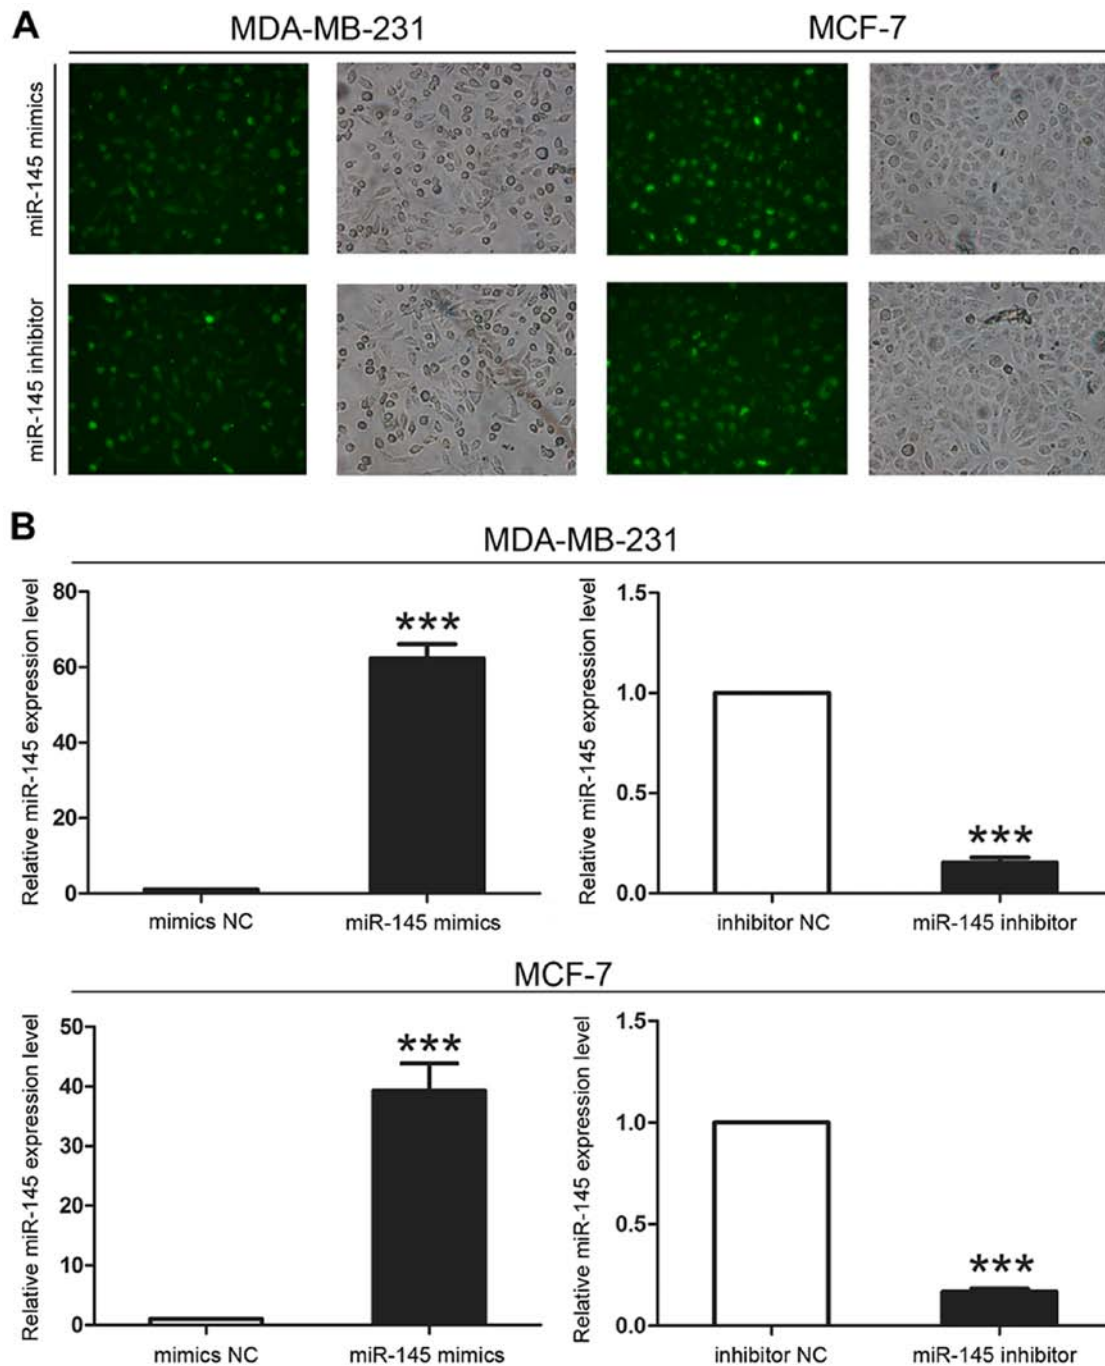 A
MDA-MB-231
MCF-7
miR-145 mimics
miR-145 inhibitor
B
MDA-MB-231
Relative miR-145 expression level
80
60
40
20
0
***
mimics NC
miR-145 mimics
Relative miR-145 expression level
1.5
1.0
0.5
0.0
***
inhibitor NC
miR-145 inhibitor
MCF-7
Relative miR-145 expression level
50
40
30
20
10
0
***
mimics NC
miR-145 mimics
Relative miR-145 expression level
1.5
1.0
0.5
0.0
***
inhibitor NC
miR-145 inhibitor